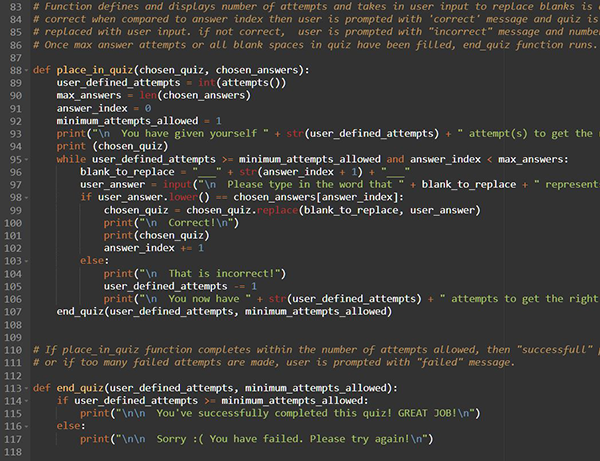 83 # Function defines and displays number of attempts and takes in user input to replace blanks is
84 # correct when compared to answer index then user is prompted with 'correct' message and quiz is
85 # replaced with user input. if not correct,  user is prompted with "incorrect" message and number
86 # Once max answer attempts or all blank spaces in quiz have been filled, end_quiz function runs.
87
88 def place_in_quiz(chosen_quiz, chosen_answers):
89     user_defined_attempts = int(attempts())
90     max_answers = len(chosen_answers)
91     answer_index = 0
92     minimum_attempts_allowed = 1
93     print("\n  You have given yourself " + str(user_defined_attempts) + " attempt(s) to get the
94     print (chosen_quiz)
95     while user_defined_attempts >= minimum_attempts_allowed and answer_index < max_answers:
96         blank_to_replace = "___" + str(answer_index + 1) + "___"
97         user_answer = input("\n  Please type in the word that " + blank_to_replace + " represent
98         if user_answer.lower() == chosen_answers[answer_index]:
99             chosen_quiz = chosen_quiz.replace(blank_to_replace, user_answer)
100             print("\n  Correct!\n")
101             print(chosen_quiz)
102             answer_index += 1
103         else:
104             print("\n  That is incorrect!")
105             user_defined_attempts -= 1
106             print("\n  You now have " + str(user_defined_attempts) + " attempts to get the right
107     end_quiz(user_defined_attempts, minimum_attempts_allowed)
108
109
110 # If place_in_quiz function completes within the number of attempts allowed, then "successfull"
111 # or if too many failed attempts are made, user is prompted with "failed" message.
112
113 def end_quiz(user_defined_attempts, minimum_attempts_allowed):
114     if user_defined_attempts >= minimum_attempts_allowed:
115         print("\n\n  You've successfully completed this quiz! GREAT JOB!\n")
116     else:
117         print("\n\n  Sorry :( You have failed. Please try again!\n")
118